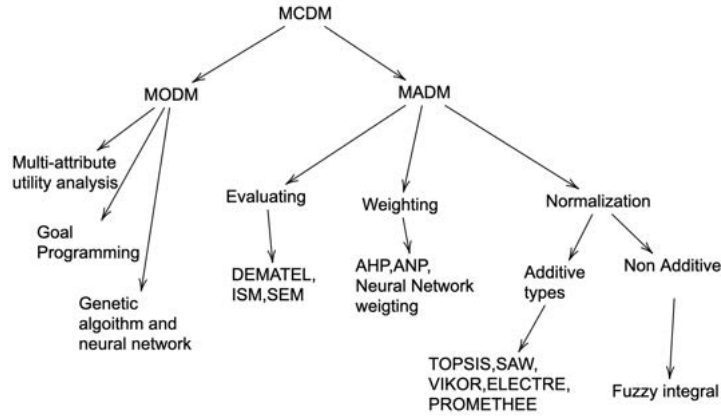 MCDM
MODM
MADM
Multi-attribute
utility analysis
Goal
Programming
Genetic
algoithm and
neural network
Evaluating
DEMATEL,
ISM,SEM
Weighting
AHP,ANP,
Neural Network
weigting
Normalization
Additive
types
TOPSIS,SAW,
VIKOR,ELECTRE,
PROMETHEE
Non Additive
Fuzzy integral